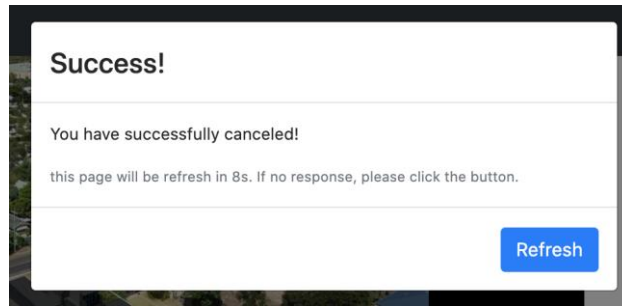 Success!
You have successfully canceled!
this page will be refresh in 8s. If no response, please click the button.
Refresh